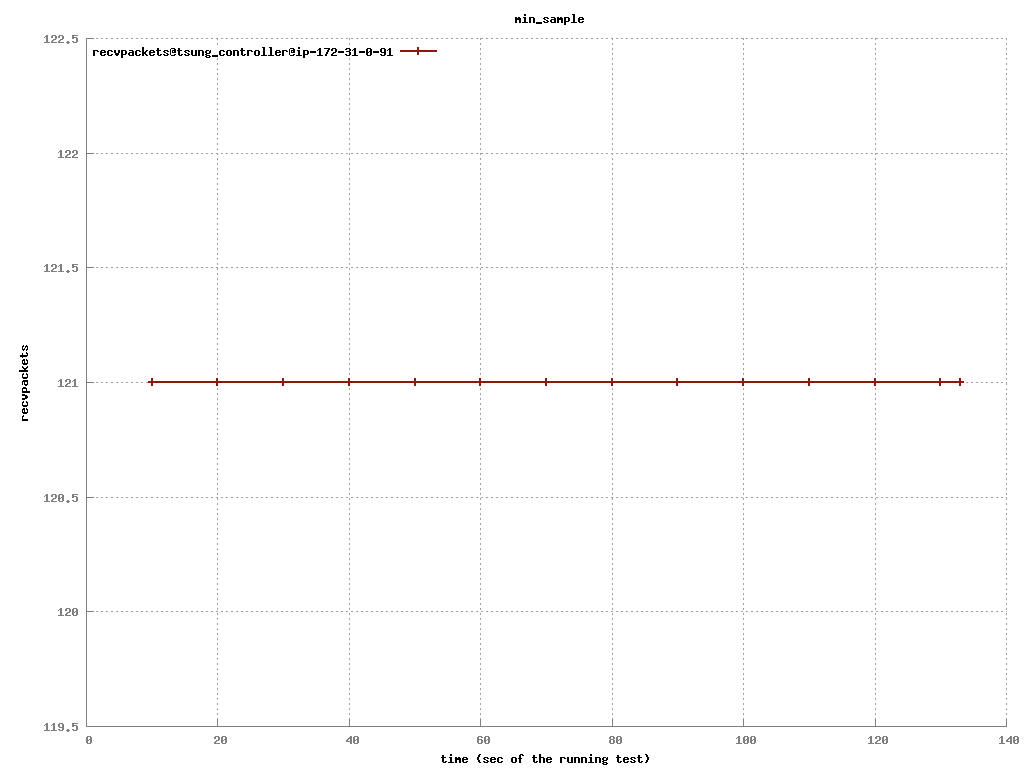 min_sample
122.5
recvpackets@tsung_controller@ip-172-31-0-91
122
121.5
recvpackets
121
120.5
120
119.5
0 20 40 60 80 100 120 140
time (sec of the running test)